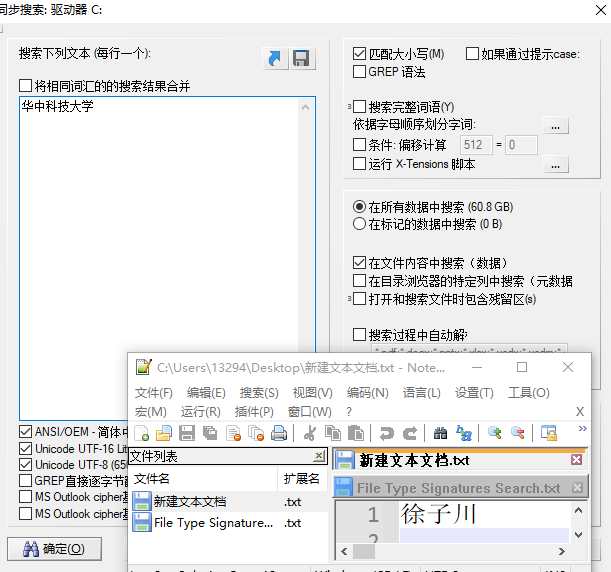 同步搜索: 驱动器 C:
搜索下列文本 (每行一个):
将相同词汇的的搜索结果合并
华中科技大学
匹配大小写(M)
如果通过提示case:
GREP 语法
3 搜索完整词语(Y)
依据字母顺序划分字词:
...
条件: 偏移计算 512 = 0
运行 X-Tensions 脚本
...
在所有数据中搜索 (60.8 GB)
在标记的数据中搜索 (0 B)
在文件内容中搜索（数据）
在目录浏览器的特定列中搜索（元数据
3 打开和搜索文件时包含残留区(s)
搜索过程中自动解
ANSI/OEM - 简体中
Unicode UTF-16 Lit
Unicode UTF-8 (650
GREP直接逐字节
MS Outlook cipher
MS Outlook cipher
确定(O)
C:\Users\13294\Desktop\新建文本文档.txt - Note...
文件(F) 编辑(E) 搜索(S) 视图(V) 编码(N) 语言(L) 设置(T) 工具(O)
宏(M) 运行(R) 插件(P) 窗口(W) ? X
文件列表
文件名 扩展名
新建文本文档 .txt
File Type Signature... .txt
新建文本文档.txt
File Type Signatures Search.txt
1 徐子川
2